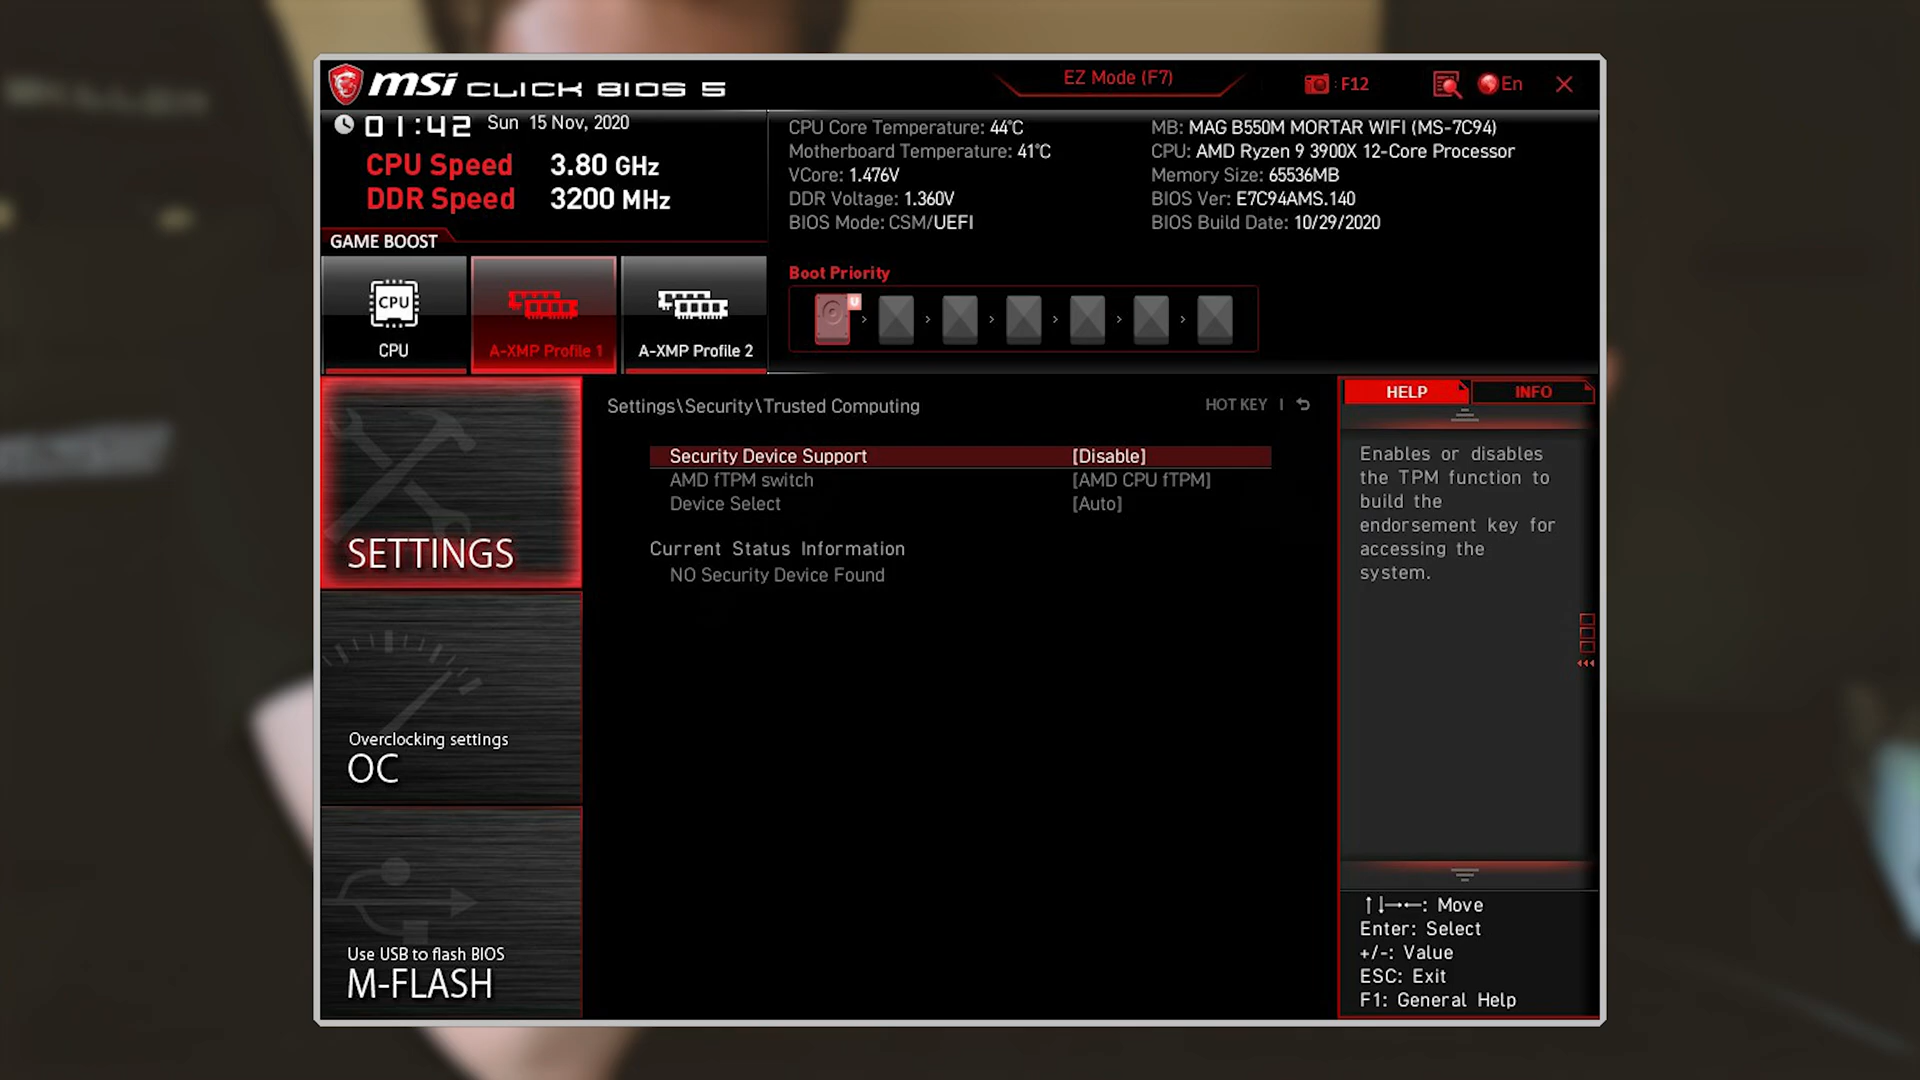 msi CLICK BIOS 5
EZ Mode (F7)
: F12
En
01:42 Sun 15 Nov, 2020
CPU Speed 3.80 GHz
DDR Speed 3200 MHz
CPU Core Temperature: 44°C
Motherboard Temperature: 41°C
VCore: 1.476V
DDR Voltage: 1.360V
BIOS Mode: CSM/UEFI
MB: MAG B550M MORTAR WIFI (MS-7C94)
CPU: AMD Ryzen 9 3900X 12-Core Processor
Memory Size: 65536MB
BIOS Ver: E7C94AMS.140
BIOS Build Date: 10/29/2020
GAME BOOST
CPU
CPU
A-XMP Profile 1
A-XMP Profile 2
Boot Priority
U
SETTINGS
Overclocking settings
OC
Use USB to flash BIOS
M-FLASH
Settings\Security\Trusted Computing
HOT KEY |
Security Device Support [Disable]
AMD fTPM switch [AMD CPU fTPM]
Device Select [Auto]
Current Status Information
NO Security Device Found
HELP
INFO
Enables or disables
the TPM function to
build the
endorsement key for
accessing the
system.
↑↓→←: Move
Enter: Select
+/-: Value
ESC: Exit
F1: General Help